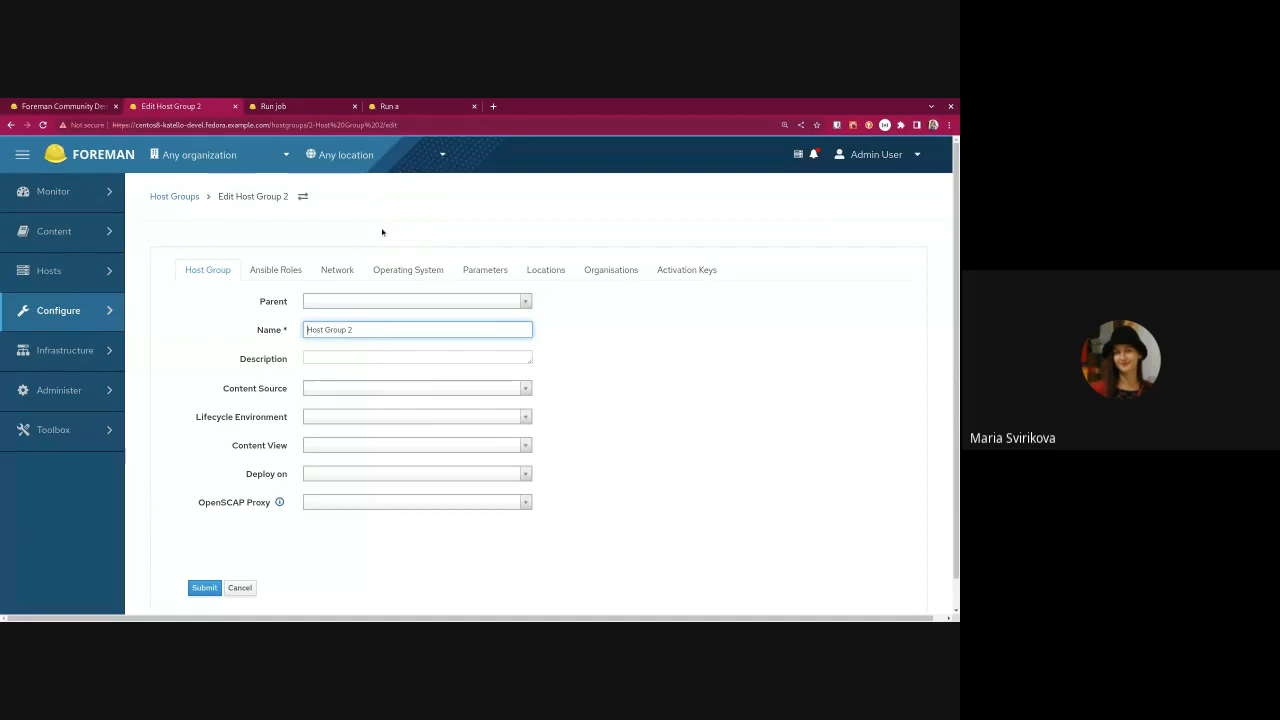 Foreman Community Den
Edit Host Group 2
Run job
Run a
Not secure
https://centos8-katello-devel.fedora.example.com/hostgroups/2-Host%20Group%202/edit
FOREMAN
Any organization
Any location
Admin User
Monitor
Content
Hosts
Configure
Infrastructure
Administer
Toolbox
Host Groups > Edit Host Group 2
Host Group
Ansible Roles
Network
Operating System
Parameters
Locations
Organisations
Activation Keys
Parent
Name *
Host Group 2
Description
Content Source
Lifecycle Environment
Content View
Deploy on
OpenSCAP Proxy
Submit
Cancel
Maria Svirikova